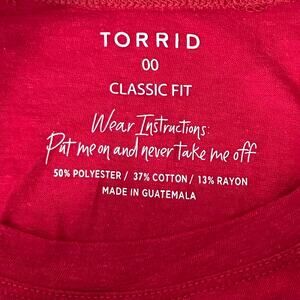 TORRID
00
CLASSIC FIT
Wear Instructions:
Put me on and never take me off
50% POLYESTER / 37% COTTON / 13% RAYON
MADE IN GUATEMALA